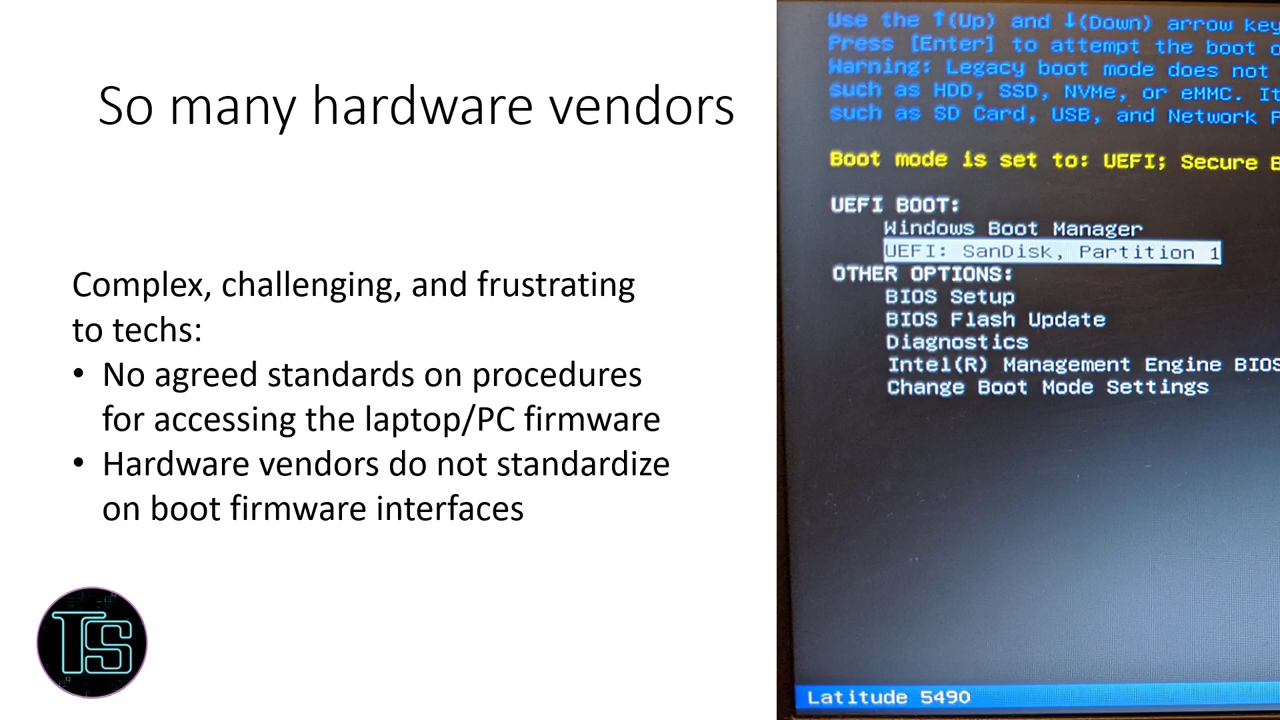 So many hardware vendors
Complex, challenging, and frustrating
to techs:
• No agreed standards on procedures
for accessing the laptop/PC firmware
• Hardware vendors do not standardize
on boot firmware interfaces
TS
Use the ↑(Up) and ↓(Down) arrow key
Press [Enter] to attempt the boot
Warning: Legacy boot mode does not
such as HDD, SSD, NVMe, or eMMC. It
such as SD Card, USB, and Network
Boot mode is set to: UEFI; Secure
UEFI BOOT:
Windows Boot Manager
UEFI: SanDisk, Partition 1
OTHER OPTIONS:
BIOS Setup
BIOS Flash Update
Diagnostics
Intel(R) Management Engine BIOS
Change Boot Mode Settings
Latitude 5490